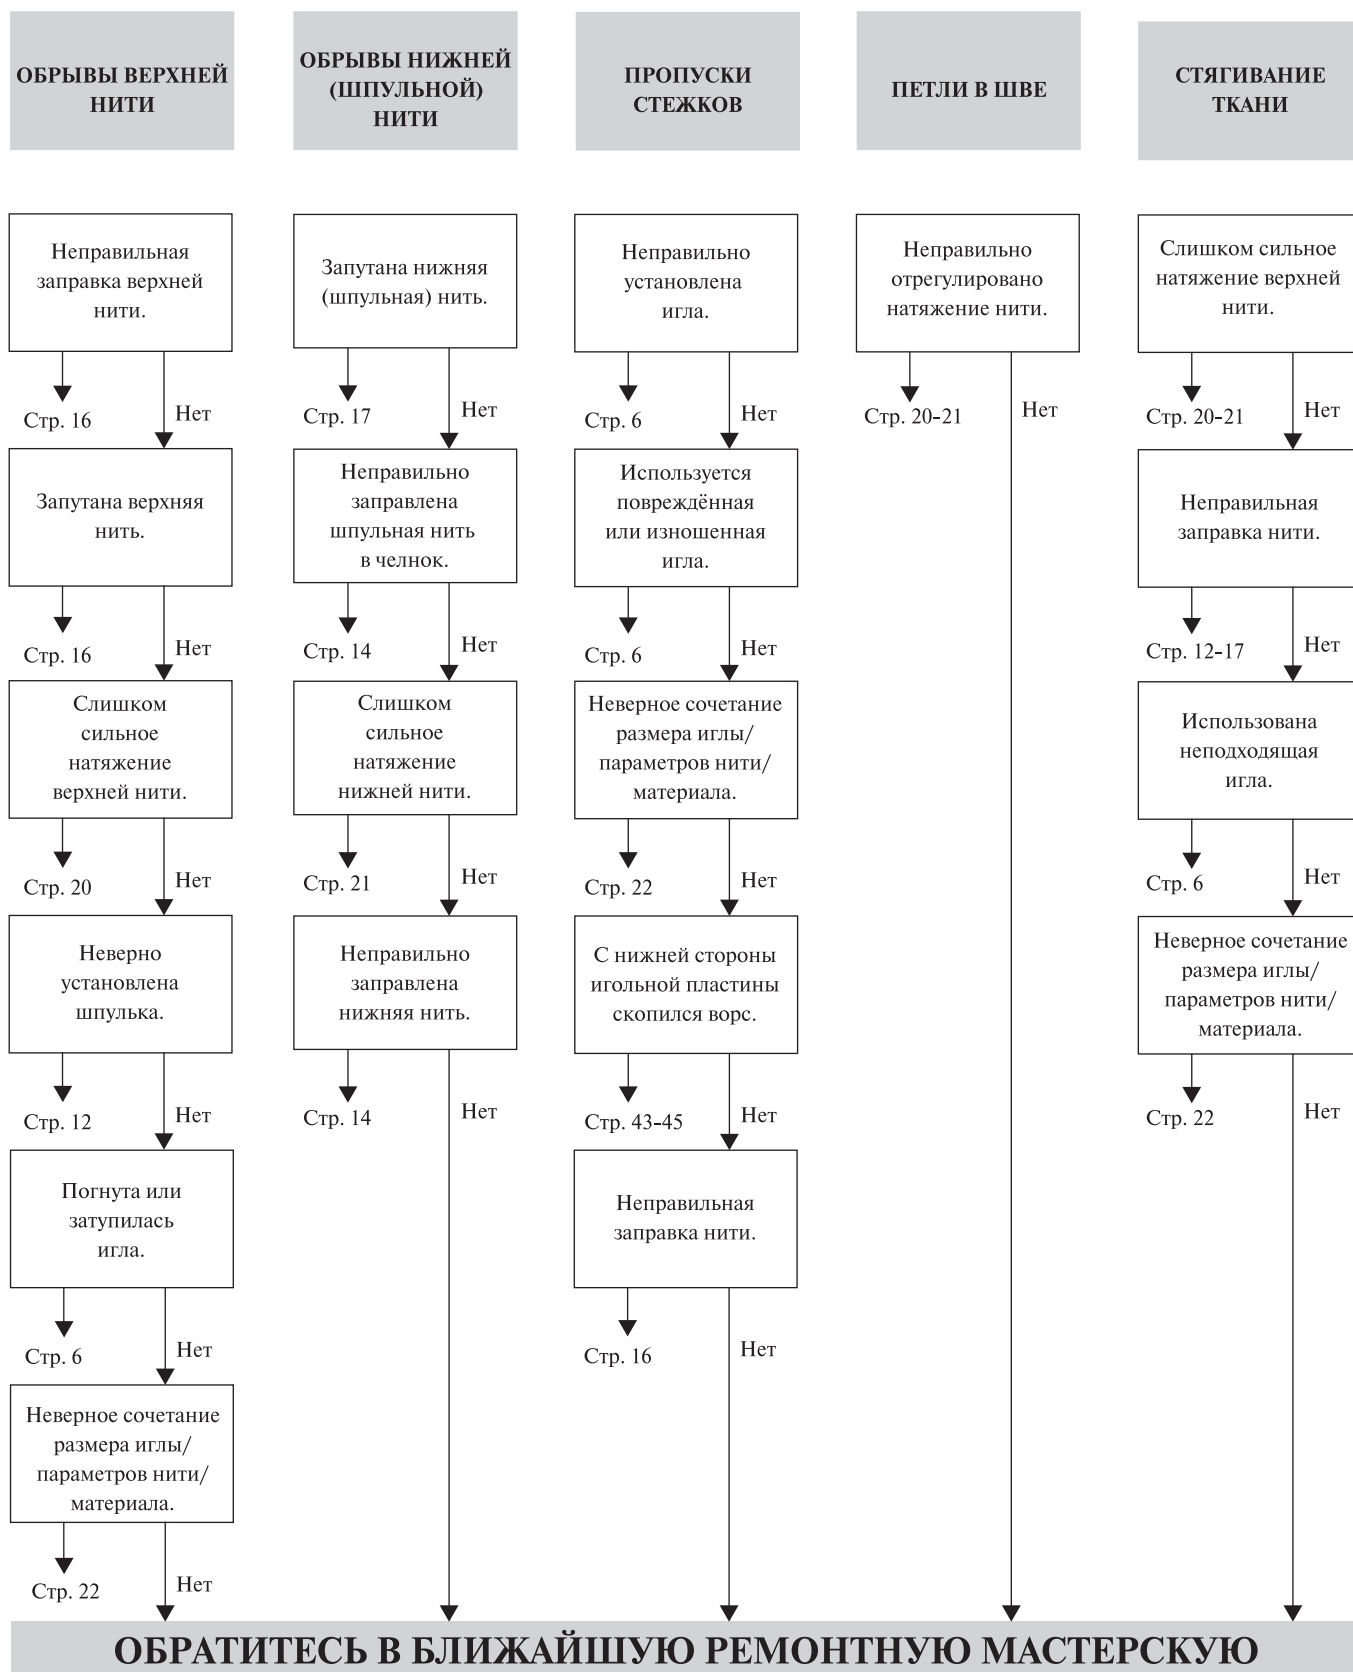 ОБРЫВЫ ВЕРХНЕЙ
НИТИ
Неправильная
заправка верхней
нити.
Стр. 16
Нет
Запутана верхняя
нить.
Стр. 16
Нет
Слишком
сильное
натяжение
верхней нити.
Стр. 20
Нет
Неверно
установлена
шпулька.
Стр. 12
Нет
Погнута или
затупилась
игла.
Стр. 6
Нет
Неверное сочетание
размера иглы/
параметров нити/
материала.
Стр. 22
Нет
ОБРЫВЫ НИЖНЕЙ
(ШПУЛЬНОЙ)
НИТИ
Запутана нижняя
(шпульная) нить.
Стр. 17
Нет
Неправильно
заправлена
шпульная нить
в челнок.
Стр. 14
Нет
Слишком
сильное
натяжение
нижней нити.
Стр. 21
Нет
Неправильно
заправлена
нижняя нить.
Стр. 14
Нет
ПРОПУСКИ
СТЕЖКОВ
Неправильно
установлена
игла.
Стр. 6
Нет
Используется
повреждённая
или изношенная
игла.
Стр. 6
Нет
Неверное сочетание
размера иглы/
параметров нити/
материала.
Стр. 22
Нет
С нижней стороны
игольной пластины
скопился ворс.
Стр. 43-45
Нет
Неправильная
заправка нити.
Стр. 16
Нет
ПЕТЛИ В ШВЕ
Неправильно
отрегулировано
натяжение нити.
Стр. 20-21
Нет
СТЯГИВАНИЕ
ТКАНИ
Слишком сильное
натяжение верхней
нити.
Стр. 20-21
Нет
Неправильная
заправка нити.
Стр. 12-17
Нет
Использована
неподходящая
игла.
Стр. 6
Нет
Неверное сочетание
размера иглы/
параметров нити/
материала.
Стр. 22
Нет
ОБРАТИТЕСЬ В БЛИЖАЙШУЮ РЕМОНТНУЮ МАСТЕРСКУЮ